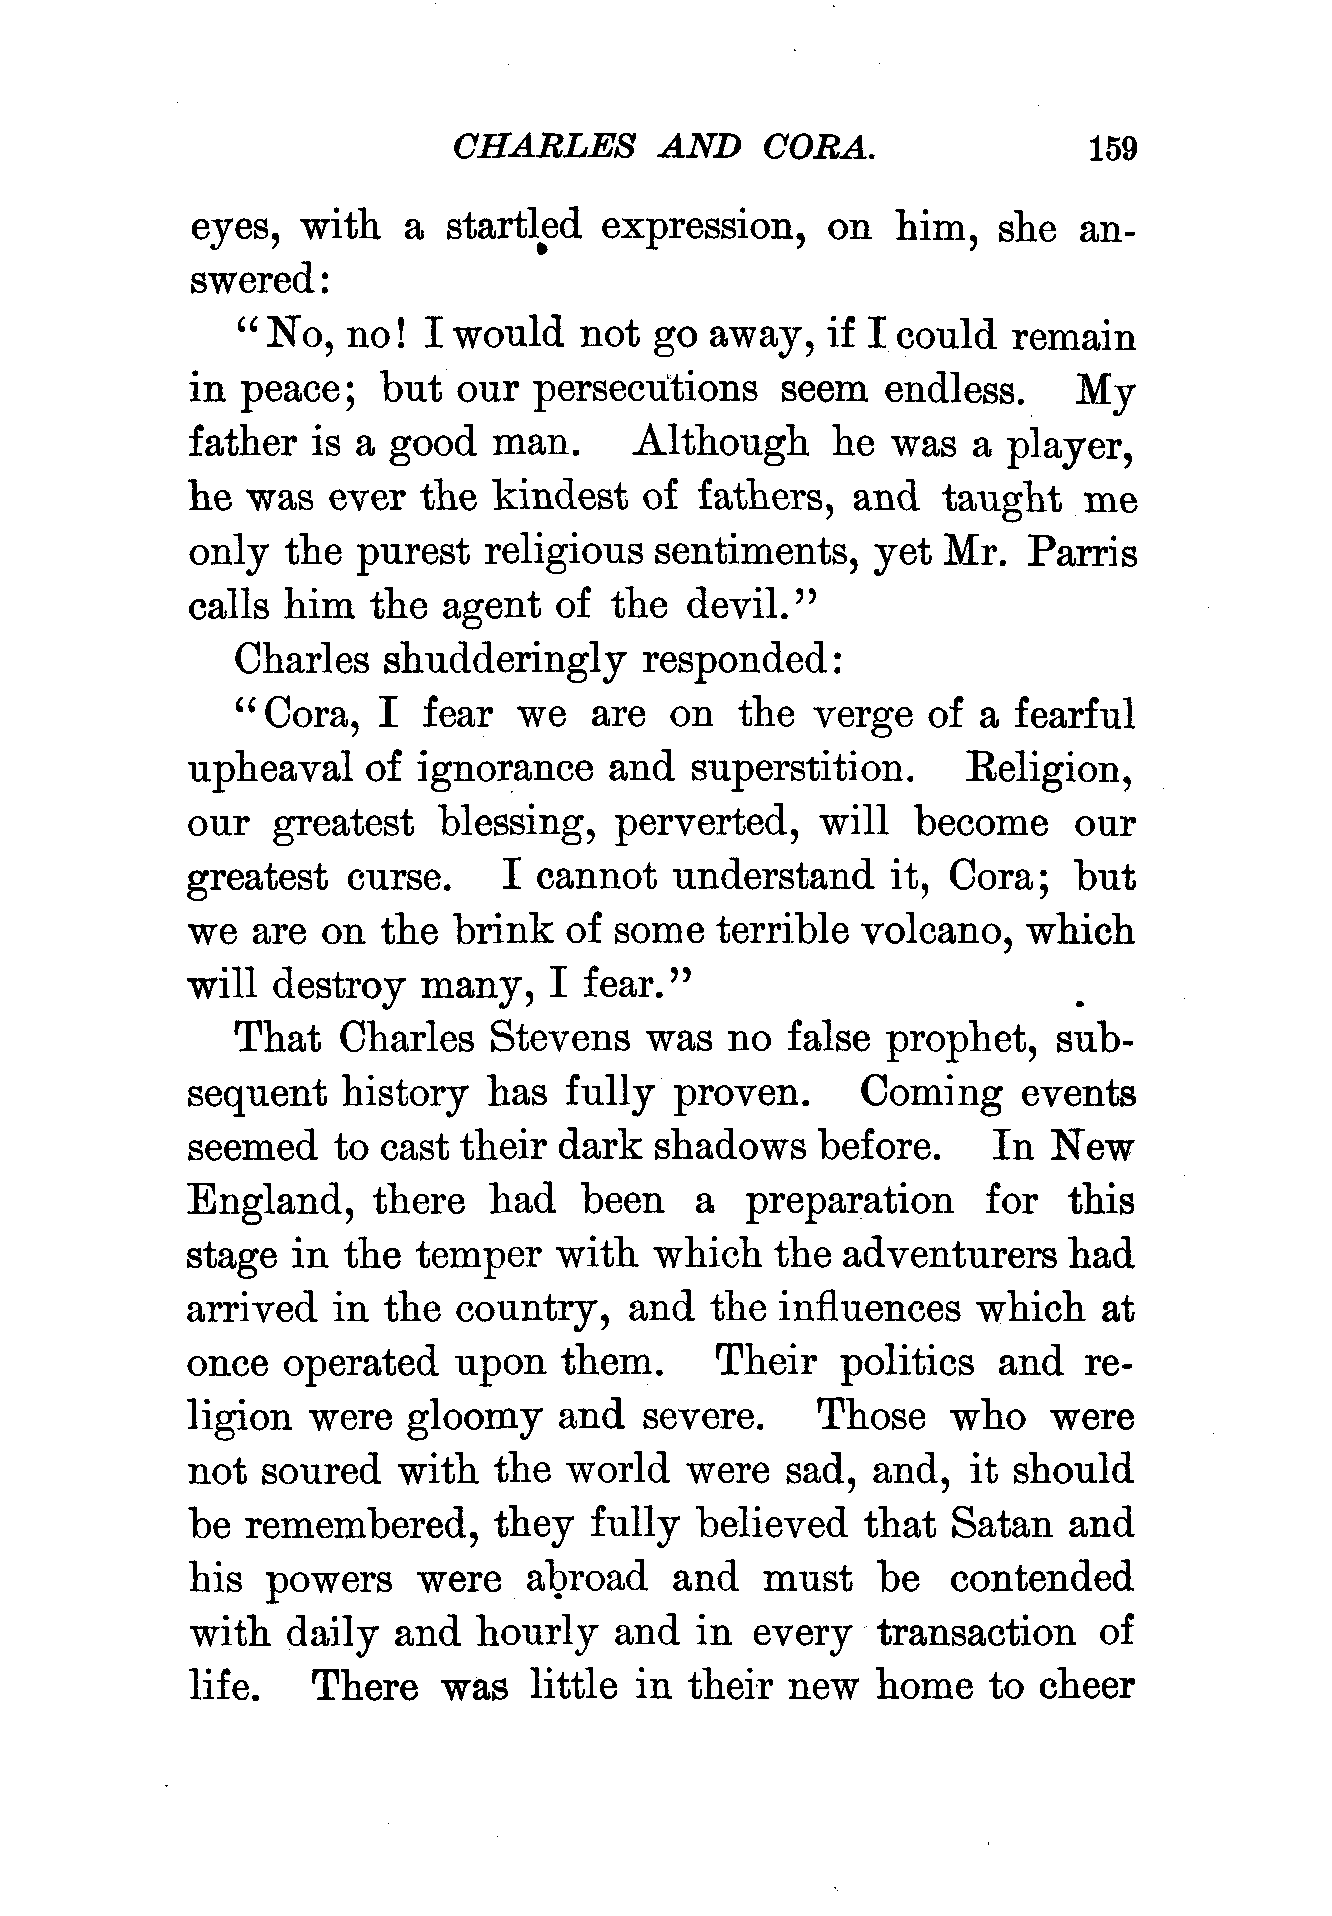 CHARLES AND CORA. 159
eyes, with a startled expression, on him, she an-
swered:
"No, no! I would not go away, if I could remain
in peace; but our persecutions seem endless. My
father is a good man. Although he was a player,
he was ever the kindest of fathers, and taught me
only the purest religious sentiments, yet Mr. Parris
calls him the agent of the devil."
Charles shudderingly responded:
"Cora, I fear we are on the verge of a fearful
upheaval of ignorance and superstition. Religion,
our greatest blessing, perverted, will become our
greatest curse. I cannot understand it, Cora; but
we are on the brink of some terrible volcano, which
will destroy many, I fear."
That Charles Stevens was no false prophet, sub-
sequent history has fully proven. Coming events
seemed to cast their dark shadows before. In New
England, there had been a preparation for this
stage in the temper with which the adventurers had
arrived in the country, and the influences which at
once operated upon them. Their politics and re-
ligion were gloomy and severe. Those who were
not soured with the world were sad, and, it should
be remembered, they fully believed that Satan and
his powers were abroad and must be contended
with daily and hourly and in every transaction of
life. There was little in their new home to cheer